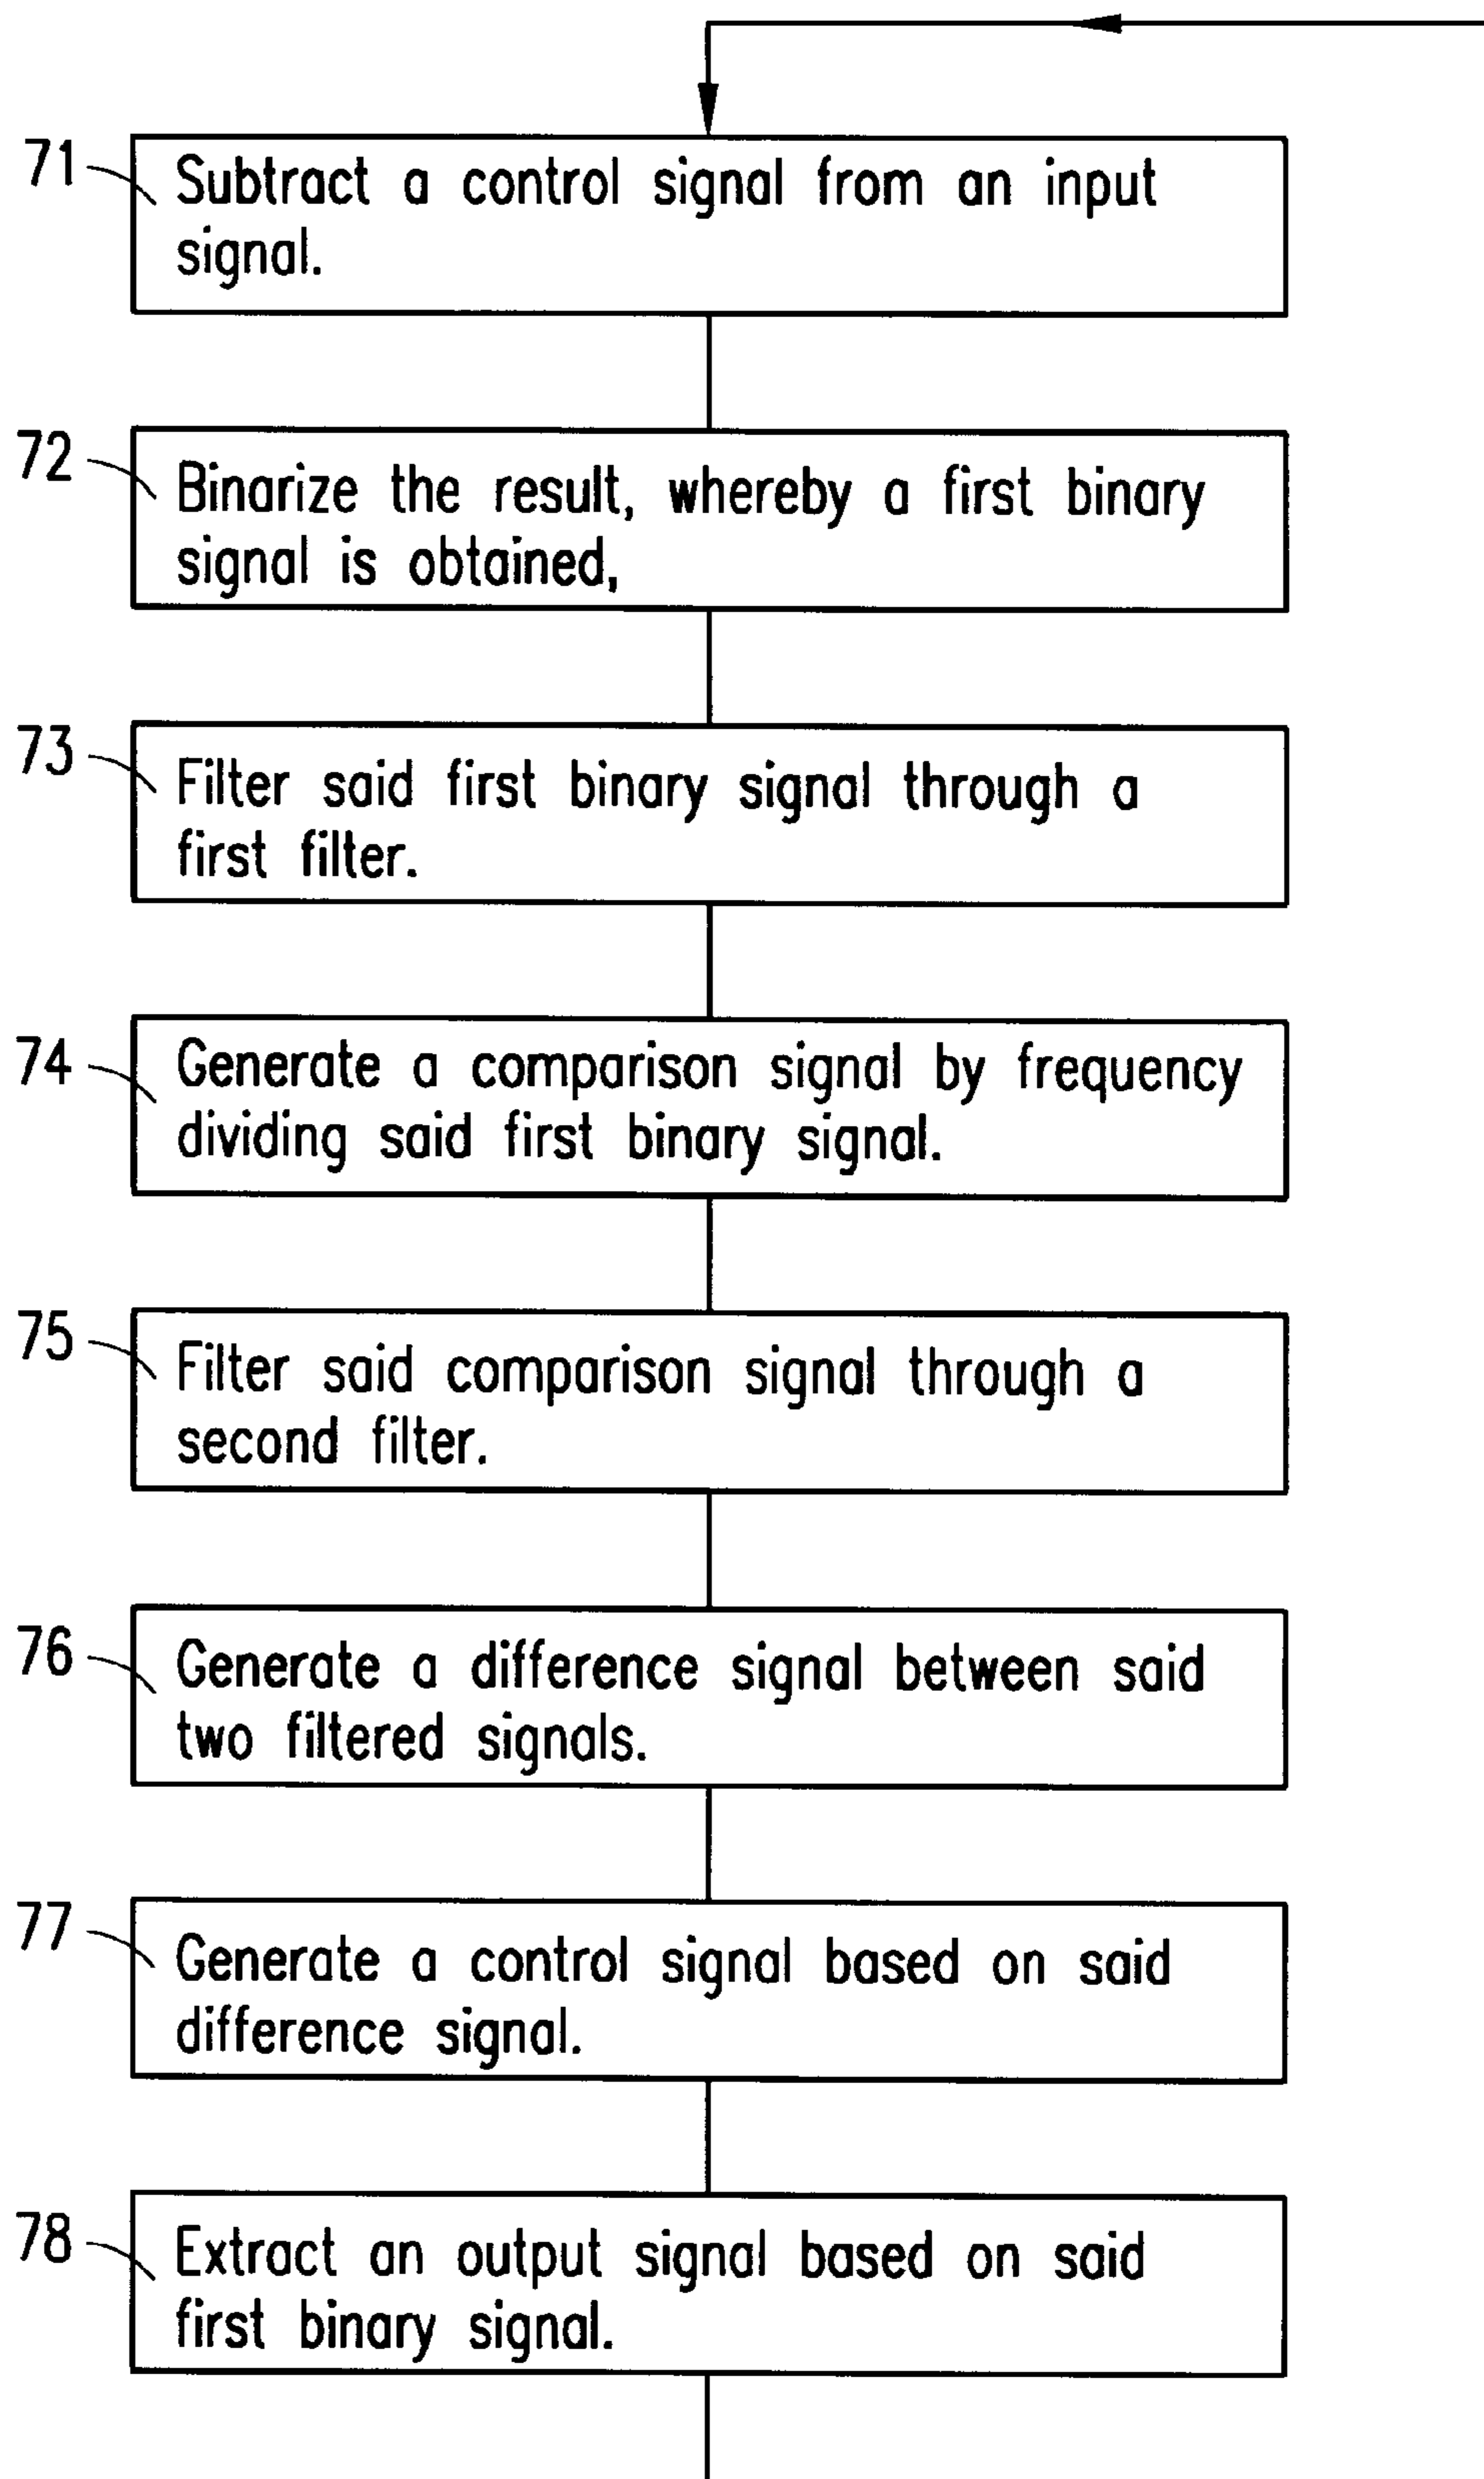 71
Subtract a control signal from an input
signal.
72
Binarize the result, whereby a first binary
signal is obtained,
73
Filter said first binary signal through a
first filter.
74
Generate a comparison signal by frequency
dividing said first binary signal.
75
Filter said comparison signal through a
second filter.
76
Generate a difference signal between said
two filtered signals.
77
Generate a control signal based on said
difference signal.
78
Extract an output signal based on said
first binary signal.